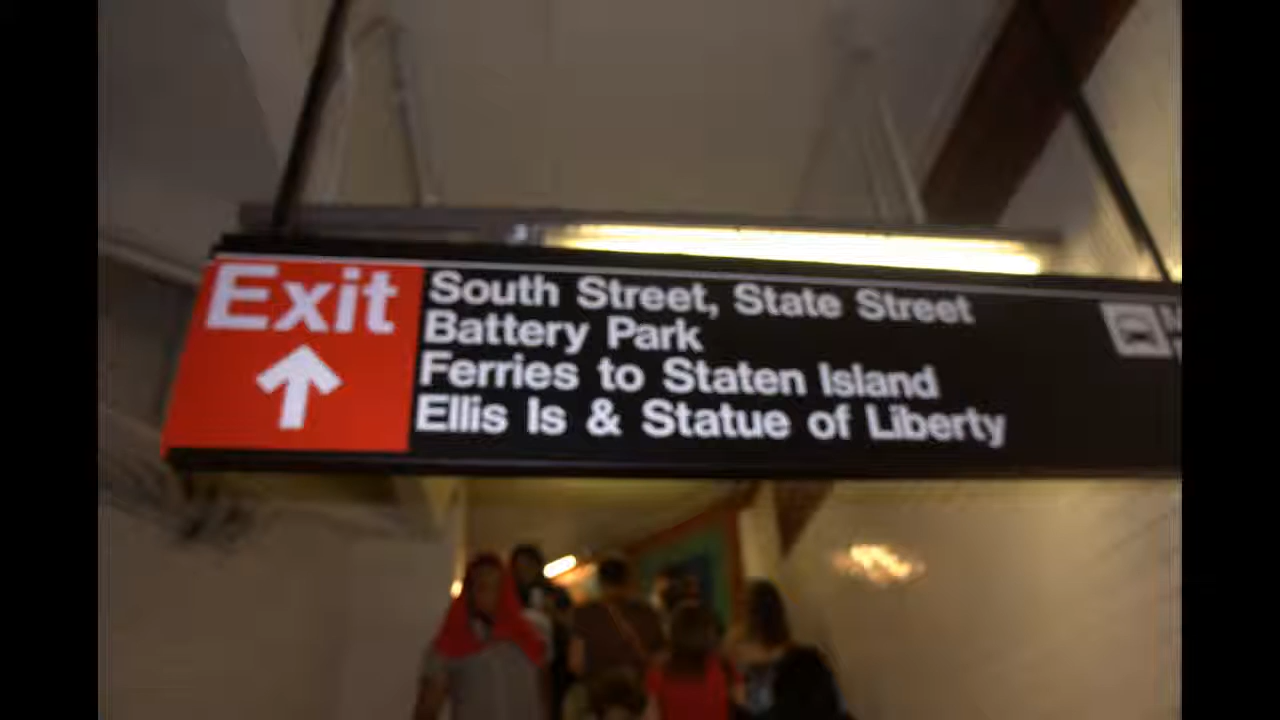 Exit
South Street, State Street
Battery Park
Ferries to Staten Island
Ellis Is & Statue of Liberty